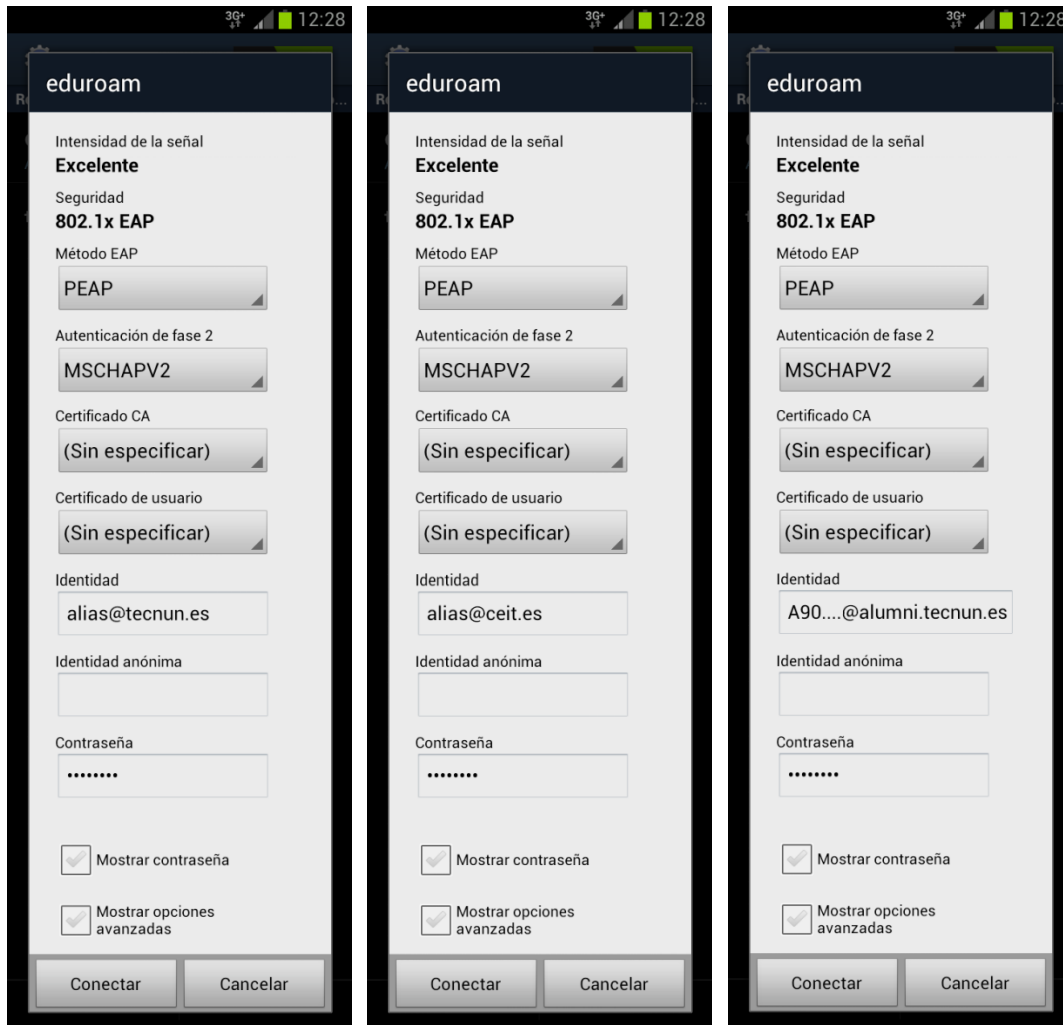 3G+ 12:28
eduroam
Intensidad de la señal
Excelente
Seguridad
802.1x EAP
Método EAP
PEAP
Autenticación de fase 2
MSCHAPV2
Certificado CA
(Sin especificar)
Certificado de usuario
(Sin especificar)
Identidad
alias@tecnun.es
Identidad anónima
Contraseña
••••••••
Mostrar contraseña
Mostrar opciones
avanzadas
Conectar Cancelar
3G+ 12:28
eduroam
Intensidad de la señal
Excelente
Seguridad
802.1x EAP
Método EAP
PEAP
Autenticación de fase 2
MSCHAPV2
Certificado CA
(Sin especificar)
Certificado de usuario
(Sin especificar)
Identidad
alias@ceit.es
Identidad anónima
Contraseña
••••••••
Mostrar contraseña
Mostrar opciones
avanzadas
Conectar Cancelar
3G+ 12:28
eduroam
Intensidad de la señal
Excelente
Seguridad
802.1x EAP
Método EAP
PEAP
Autenticación de fase 2
MSCHAPV2
Certificado CA
(Sin especificar)
Certificado de usuario
(Sin especificar)
Identidad
A90....@alumni.tecnun.es
Identidad anónima
Contraseña
••••••••
Mostrar contraseña
Mostrar opciones
avanzadas
Conectar Cancelar